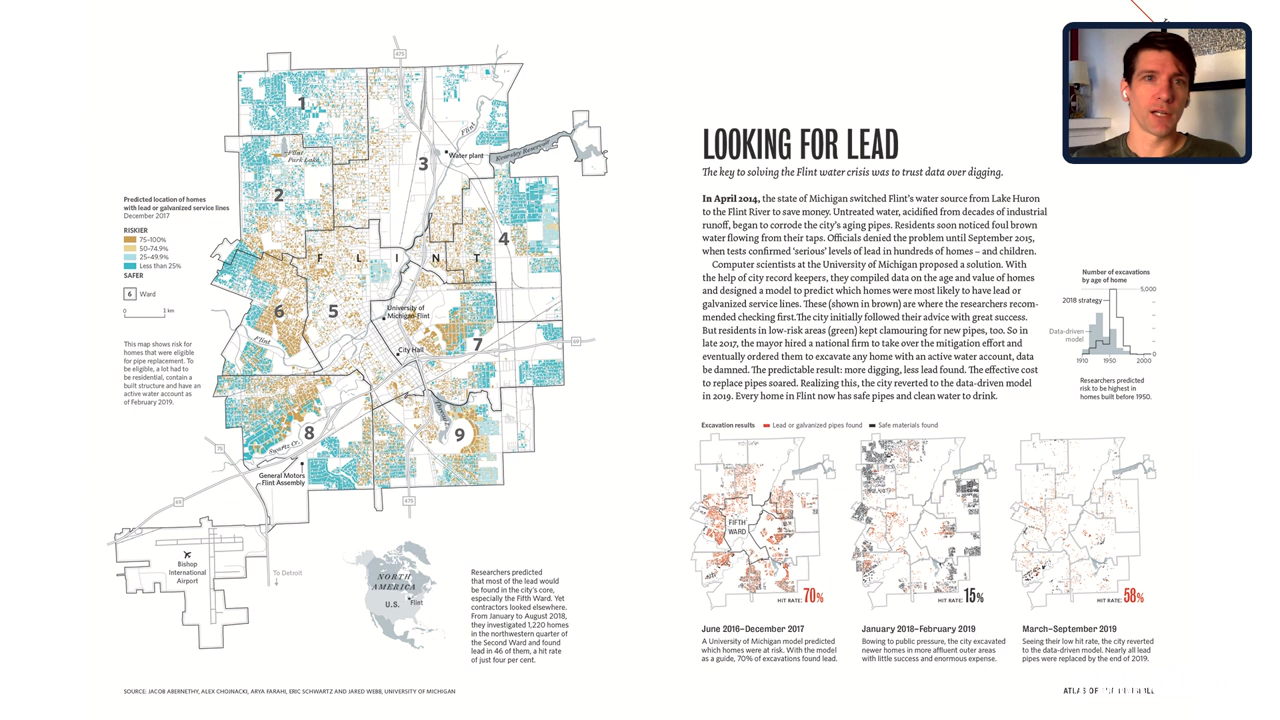 475
1
2
3
4
5
6
7
8
9
Flint
Flint
Park Lake
Water plant
Kearsley Reservoir
F L I N T
University of
Michigan-Flint
City Hall
Flint
69
Swartz Cr.
General Motors
Flint Assembly
75
69
475
Bishop
International
Airport
To Detroit
Predicted location of homes
with lead or galvanized service lines
December 2017
RISKIER
75–100%
50–74.9%
25–49.9%
Less than 25%
SAFER
6 Ward
0 1 km
This map shows risk for
homes that were eligible
for pipe replacement. To
be eligible, a lot had to
be residential, contain a
built structure and have an
active water account as
of February 2019.
NORTH
AMERICA
U.S.
Flint
Researchers predicted
that most of the lead would
be found in the city's core,
especially the Fifth Ward. Yet
contractors looked elsewhere.
From January to August 2018,
they investigated 1,220 homes
in the northwestern quarter of
the Second Ward and found
lead in 46 of them, a hit rate
of just four per cent.
SOURCE: JACOB ABERNETHY, ALEX CHOJNACKI, ARYA FARAHI, ERIC SCHWARTZ AND JARED WEBB, UNIVERSITY OF MICHIGAN
LOOKING FOR LEAD
The key to solving the Flint water crisis was to trust data over digging.
In April 2014, the state of Michigan switched Flint's water source from Lake Huron
to the Flint River to save money. Untreated water, acidified from decades of industrial
runoff, began to corrode the city's aging pipes. Residents soon noticed foul brown
water flowing from their taps. Officials denied the problem until September 2015,
when tests confirmed 'serious' levels of lead in hundreds of homes – and children.
Computer scientists at the University of Michigan proposed a solution. With
the help of city record keepers, they compiled data on the age and value of homes
and designed a model to predict which homes were most likely to have lead or
galvanized service lines. These (shown in brown) are where the researchers recom-
mended checking first.The city initially followed their advice with great success.
But residents in low-risk areas (green) kept clamouring for new pipes, too. So in
late 2017, the mayor hired a national firm to take over the mitigation effort and
eventually ordered them to excavate any home with an active water account, data
be damned. The predictable result: more digging, less lead found. The effective cost
to replace pipes soared. Realizing this, the city reverted to the data-driven model
in 2019. Every home in Flint now has safe pipes and clean water to drink.
Number of excavations
by age of home
5,000
2018 strategy
Data-driven
model
0
1910 1950 2000
Researchers predicted
risk to be highest in
homes built before 1950.
Excavation results Lead or galvanized pipes found Safe materials found
FIFTH
WARD
HIT RATE: 70%
HIT RATE: 15%
HIT RATE: 58%
June 2016–December 2017
A University of Michigan model predicted
which homes were at risk. With the model
as a guide, 70% of excavations found lead.
January 2018–February 2019
Bowing to public pressure, the city excavated
newer homes in more affluent outer areas
with little success and enormous expense.
March–September 2019
Seeing their low hit rate, the city reverted
to the data-driven model. Nearly all lead
pipes were replaced by the end of 2019.
ATLAS OF